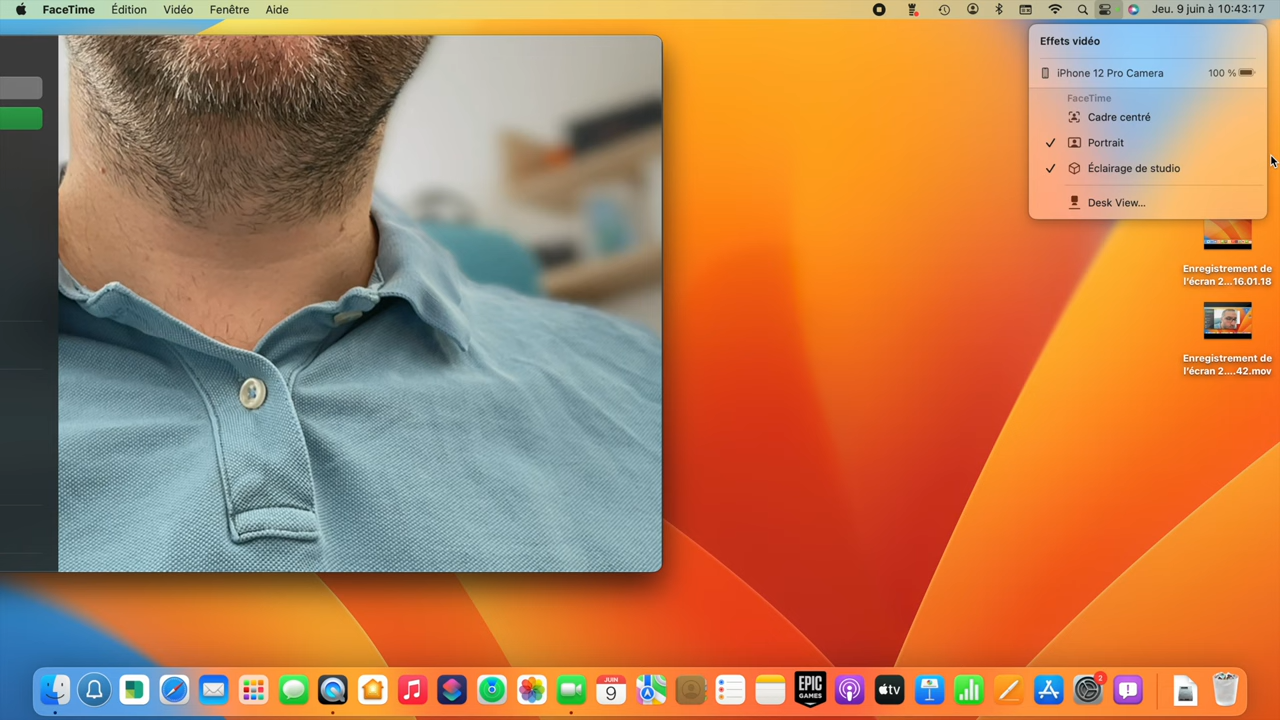 FaceTime Édition Vidéo Fenêtre Aide
Jeu. 9 juin à 10:43:17
Effets vidéo
iPhone 12 Pro Camera 100 %
FaceTime
Cadre centré
Portrait
Éclairage de studio
Desk View...
Enregistrement de
l'écran 2...16.01.18
Enregistrement de
l'écran 2....42.mov
JUIN
9
EPIC
GAMES
tv
2